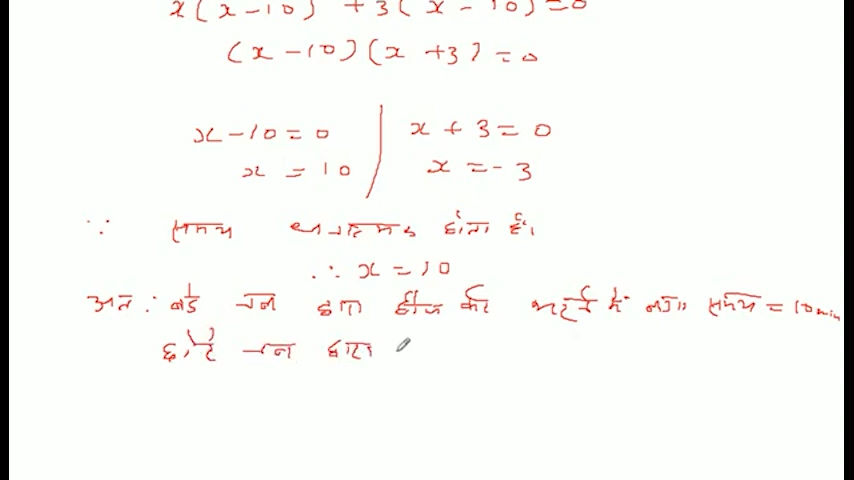 x(x-10) +3(x-10)=0
(x-10)(x+3)=0
x-10=0 x+3=0
x=10 x=-3
∵ समय धनात्मक होता है।
∴ x=10
अतः बड़े नल द्वारा हौज को भरने में लगा समय = 10 min
छोटे नल द्वारा